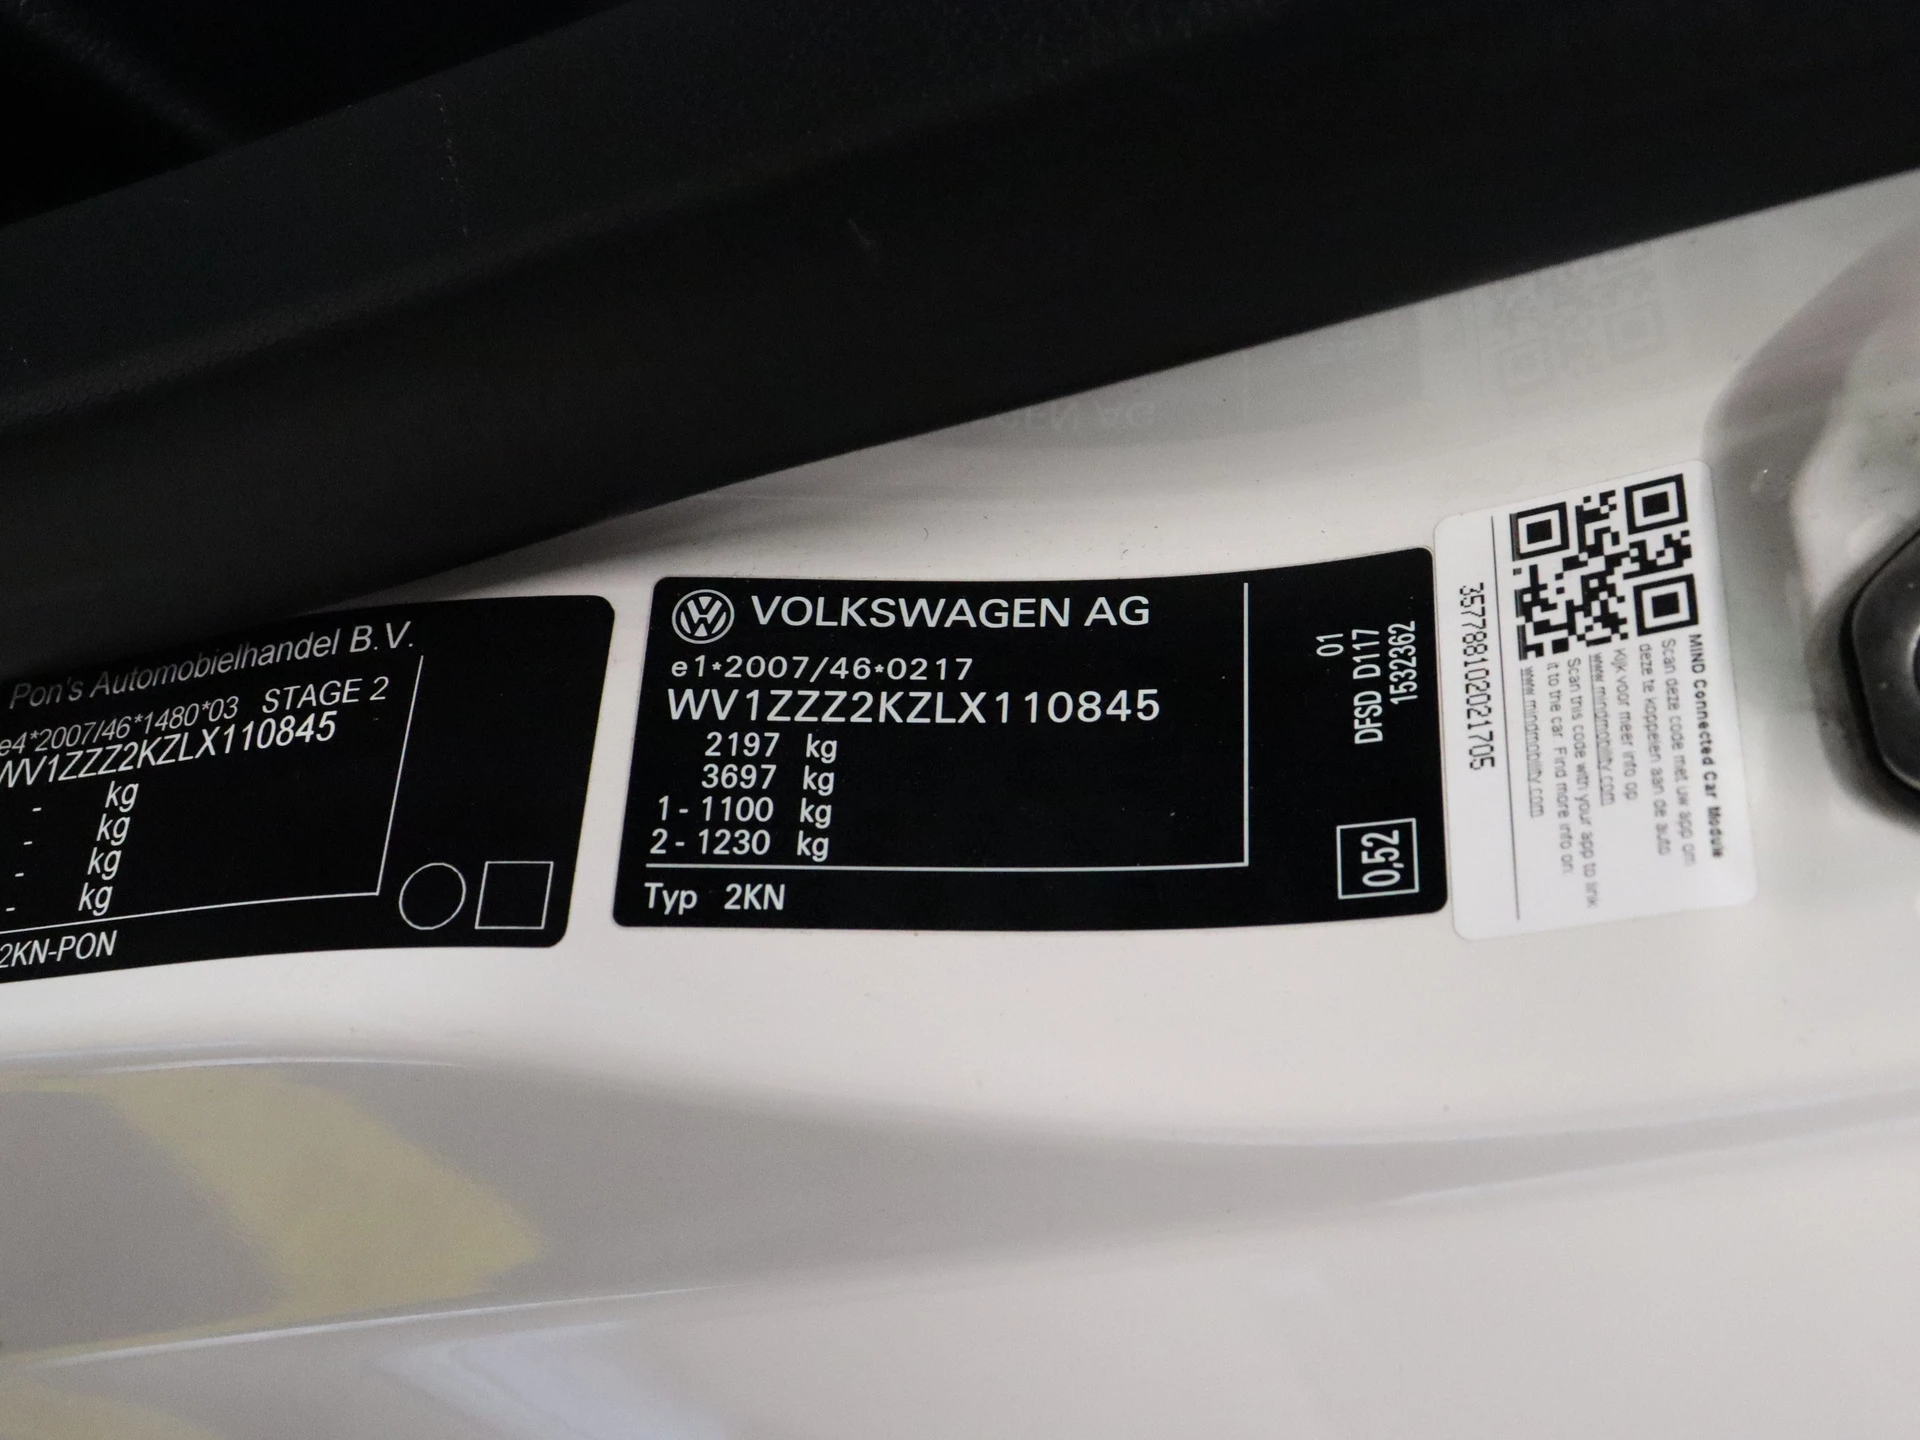 Pon's Automobielhandel B.V.
e4*2007/46*1480*03 STAGE 2
WV1ZZZ2KZLX110845
- kg
- kg
- kg
- kg
2KN-PON
VOLKSWAGEN AG
e1*2007/46*0217
WV1ZZZ2KZLX110845
2197 kg
3697 kg
1 - 1100 kg
2 - 1230 kg
Typ 2KN
01
DFSD D117
1532362
0,52
MIND Connected Car Module
Scan deze code met uw app om
deze te koppelen aan de auto
Kijk voor meer info op
www.mindmobility.com
Scan this code with your app to link
it to the car. Find more info on:
www.mindmobility.com
357788102021705